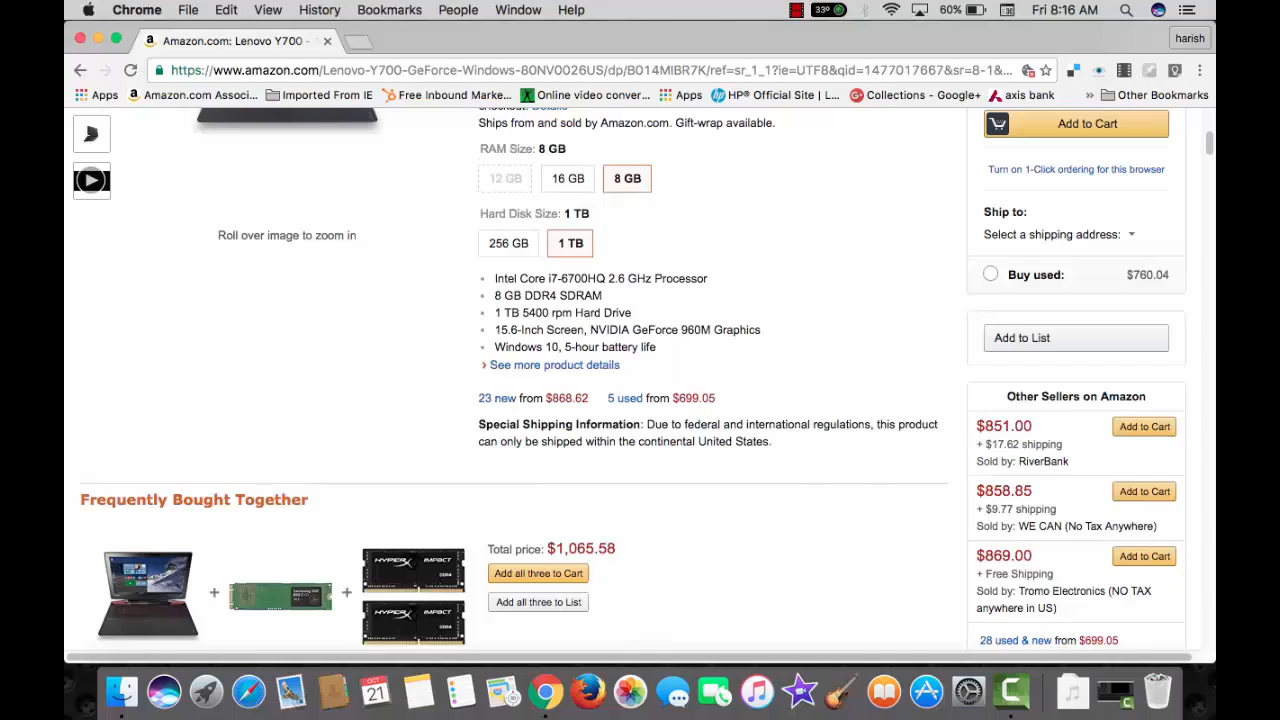 Chrome File Edit View History Bookmarks People Window Help 33° 60% Fri 8:16 AM
Amazon.com: Lenovo Y700 - harish
https://www.amazon.com/Lenovo-Y700-GeForce-Windows-80NV0026US/dp/B014MIBR7K/ref=sr_1_1?ie=UTF8&qid=1477017667&sr=8-1&...
Apps Amazon.com Associ... Imported From IE Free Inbound Marke... Online video conver... Apps HP® Official Site | L... Collections - Google+ axis bank » Other Bookmarks
Ships from and sold by Amazon.com. Gift-wrap available.
RAM Size: 8 GB
12 GB 16 GB 8 GB
Hard Disk Size: 1 TB
256 GB 1 TB
Roll over image to zoom in
• Intel Core i7-6700HQ 2.6 GHz Processor
• 8 GB DDR4 SDRAM
• 1 TB 5400 rpm Hard Drive
• 15.6-Inch Screen, NVIDIA GeForce 960M Graphics
• Windows 10, 5-hour battery life
› See more product details
23 new from $868.62 5 used from $699.05
Special Shipping Information: Due to federal and international regulations, this product
can only be shipped within the continental United States.
Add to Cart
Turn on 1-Click ordering for this browser
Ship to:
Select a shipping address:
Buy used: $760.04
Add to List
Other Sellers on Amazon
$851.00 Add to Cart
+ $17.62 shipping
Sold by: RiverBank
$858.85 Add to Cart
+ $9.77 shipping
Sold by: WE CAN (No Tax Anywhere)
$869.00 Add to Cart
+ Free Shipping
Sold by: Tromo Electronics (NO TAX
anywhere in US)
28 used & new from $699.05
Frequently Bought Together
+ +
Total price: $1,065.58
Add all three to Cart
Add all three to List
HYPERX IMPACT
DDR4
HYPERX IMPACT
DDR4
OCT
21